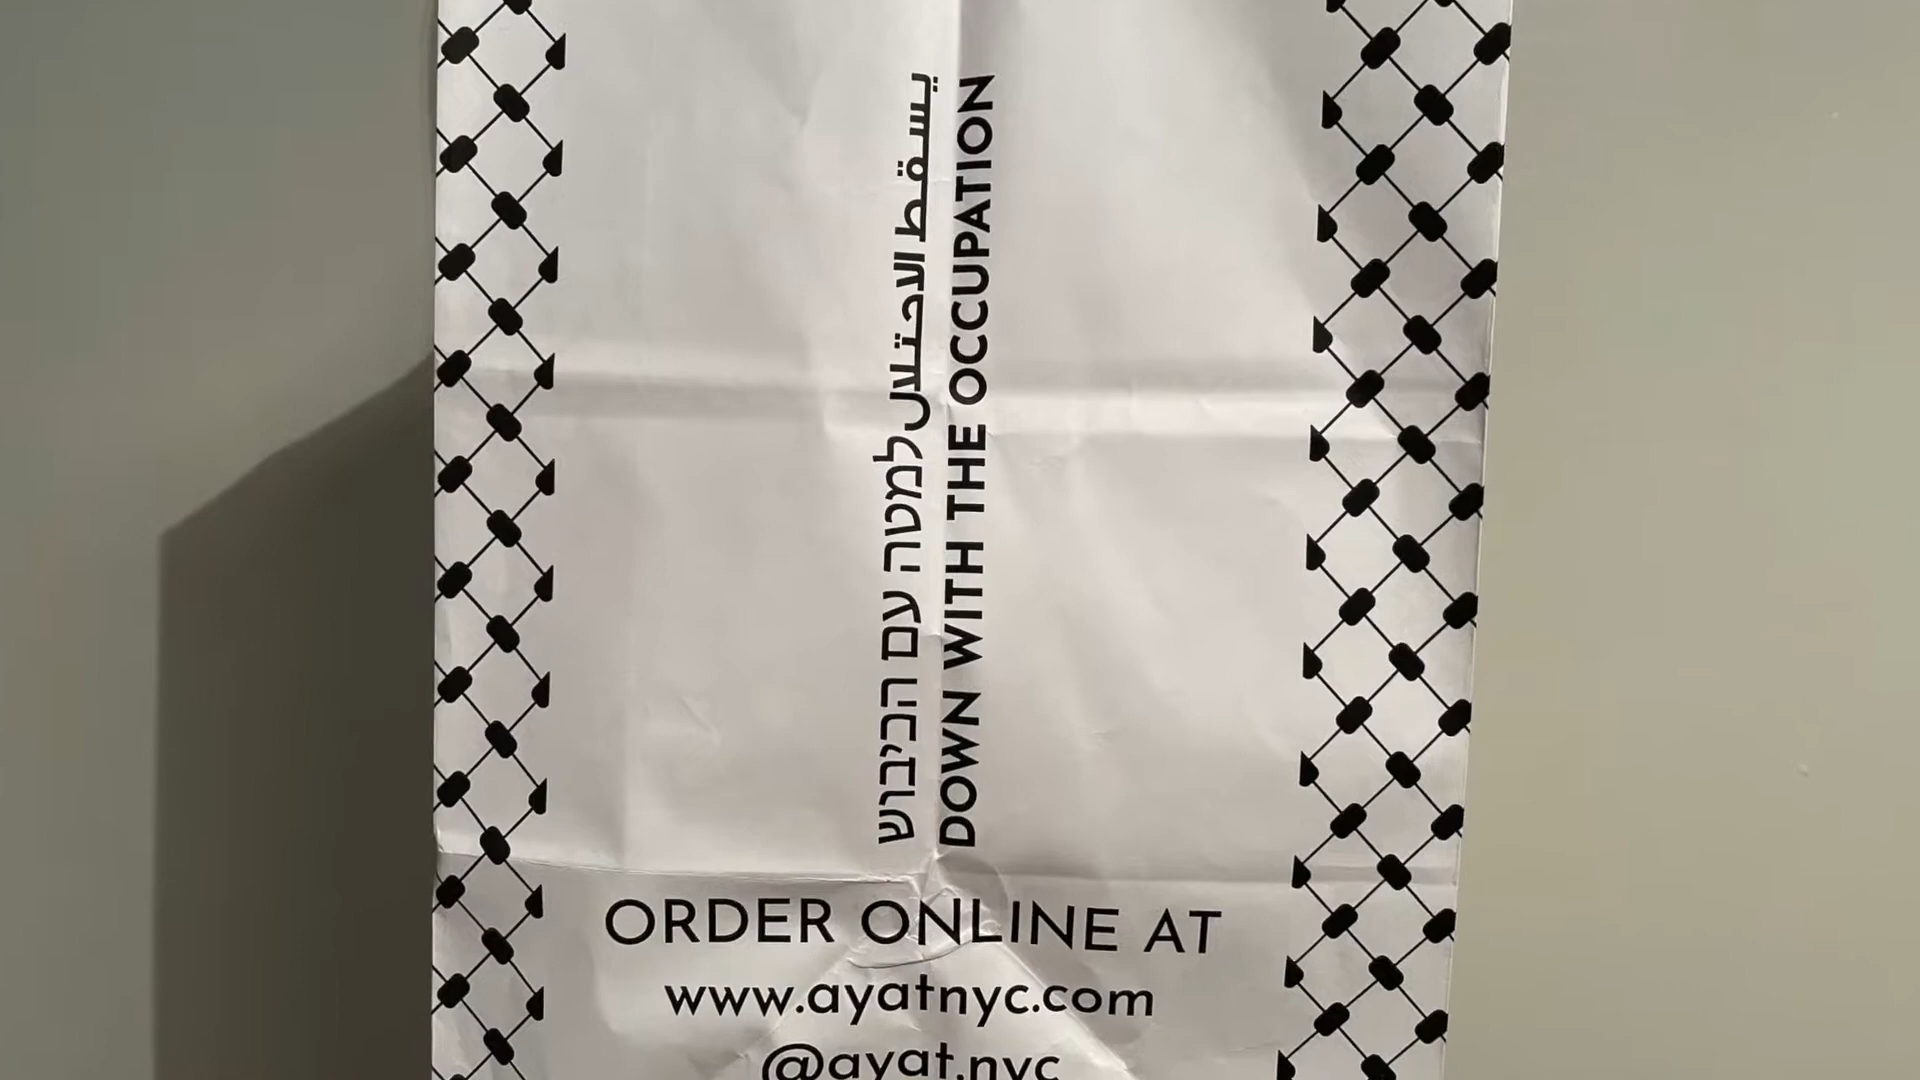 يسقط الاحتلال למטה עם הכיבוש
DOWN WITH THE OCCUPATION
ORDER ONLINE AT
www.ayatnyc.com
@ayat.nyc